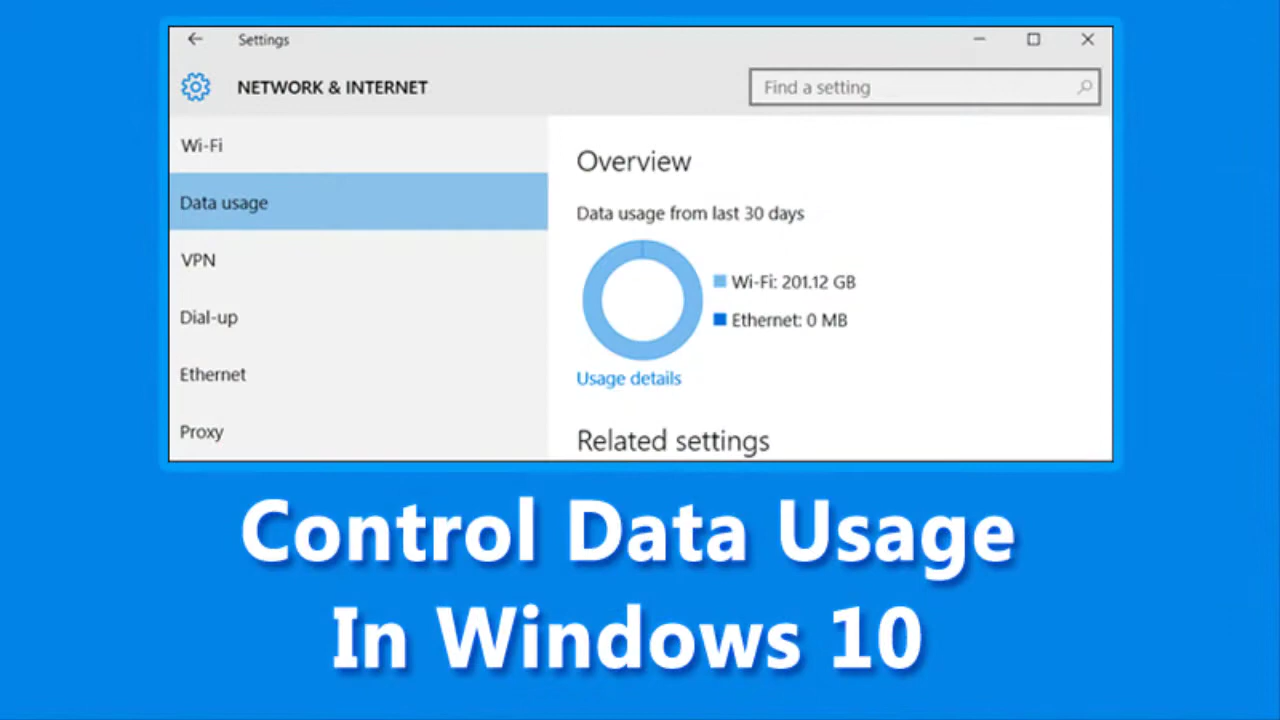 Settings
NETWORK & INTERNET
Find a setting
Wi-Fi
Data usage
VPN
Dial-up
Ethernet
Proxy
Overview
Data usage from last 30 days
Wi-Fi: 201.12 GB
Ethernet: 0 MB
Usage details
Related settings
Control Data Usage
In Windows 10